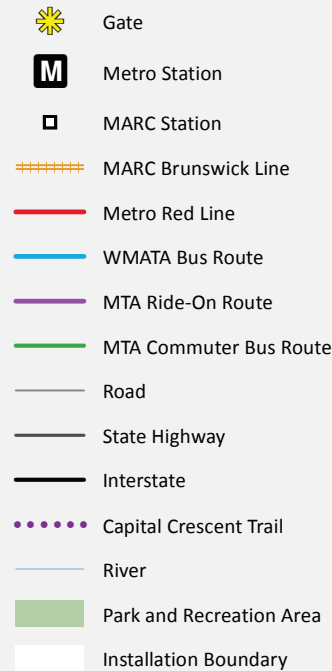 Gate
M
Metro Station
MARC Station
MARC Brunswick Line
Metro Red Line
WMATA Bus Route
MTA Ride-On Route
MTA Commuter Bus Route
Road
State Highway
Interstate
Capital Crescent Trail
River
Park and Recreation Area
Installation Boundary